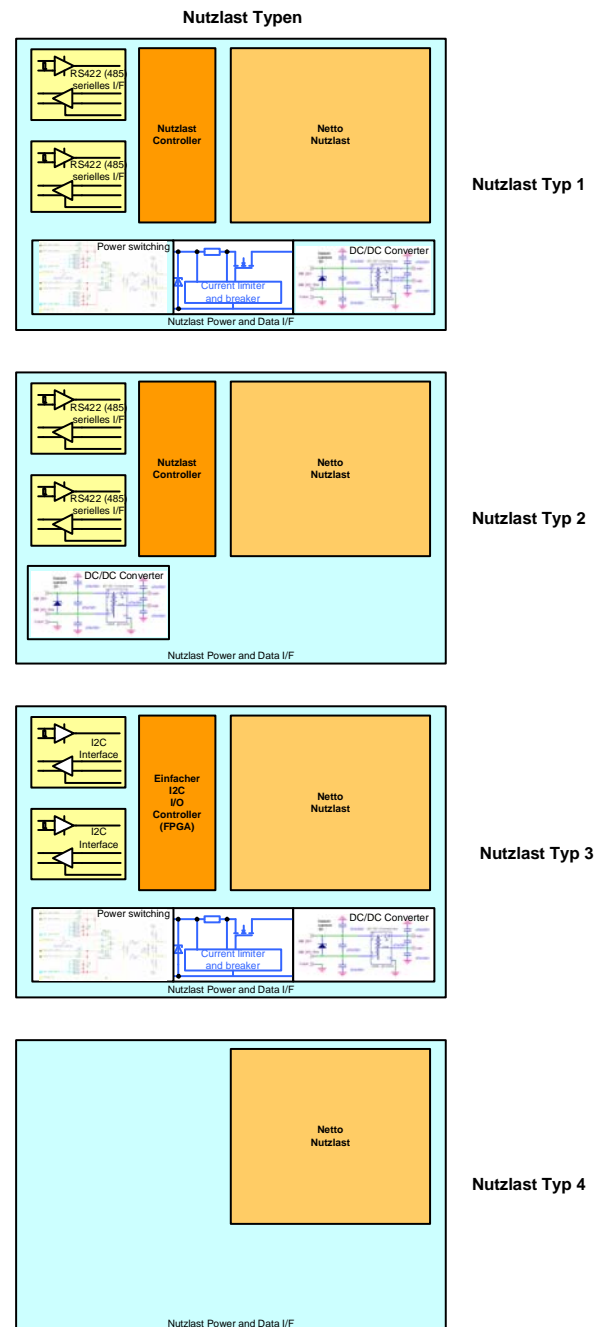 Nutzlast Typen
RS422 (485)
serielles I/F
RS422 (485)
serielles I/F
Nutzlast
Controller
Netto
Nutzlast
Nutzlast Typ 1
Power switching
Current limiter
and breaker
DC/DC Converter
Nutzlast Power and Data I/F
RS422 (485)
serielles I/F
RS422 (485)
serielles I/F
Nutzlast
Controller
Netto
Nutzlast
Nutzlast Typ 2
DC/DC Converter
Nutzlast Power and Data I/F
I2C
Interface
I2C
Interface
Einfacher
I2C
I/O
Controller
(FPGA)
Netto
Nutzlast
Nutzlast Typ 3
Power switching
Current limiter
and breaker
DC/DC Converter
Nutzlast Power and Data I/F
Netto
Nutzlast
Nutzlast Typ 4
Nutzlast Power and Data I/F